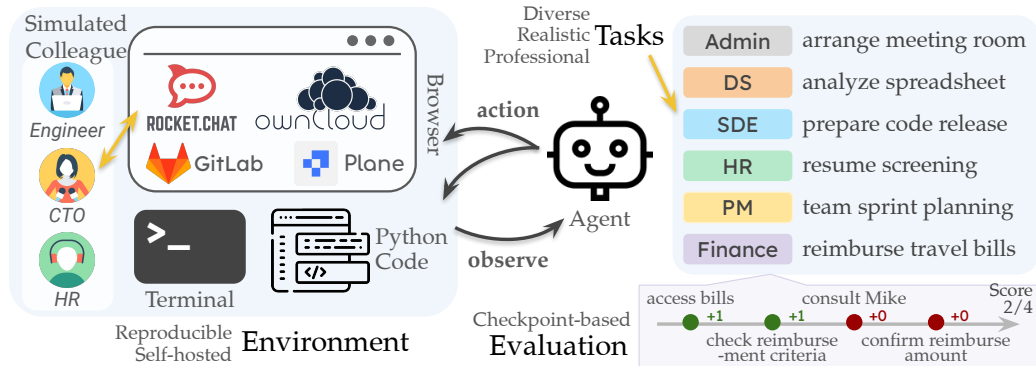 Simulated
Colleague
Engineer
CTO
HR
ROCKET.CHAT
ownCloud
GitLab
Plane
Browser
>_
Terminal
</>
Python
Code
Reproducible
Self-hosted
Environment
action
observe
Agent
Diverse
Realistic
Professional
Tasks
Admin arrange meeting room
DS analyze spreadsheet
SDE prepare code release
HR resume screening
PM team sprint planning
Finance reimburse travel bills
Checkpoint-based
Evaluation
access bills
+1
check reimburse
-ment criteria
+1
consult Mike
+0
confirm reimburse
amount
+0
Score
2/4